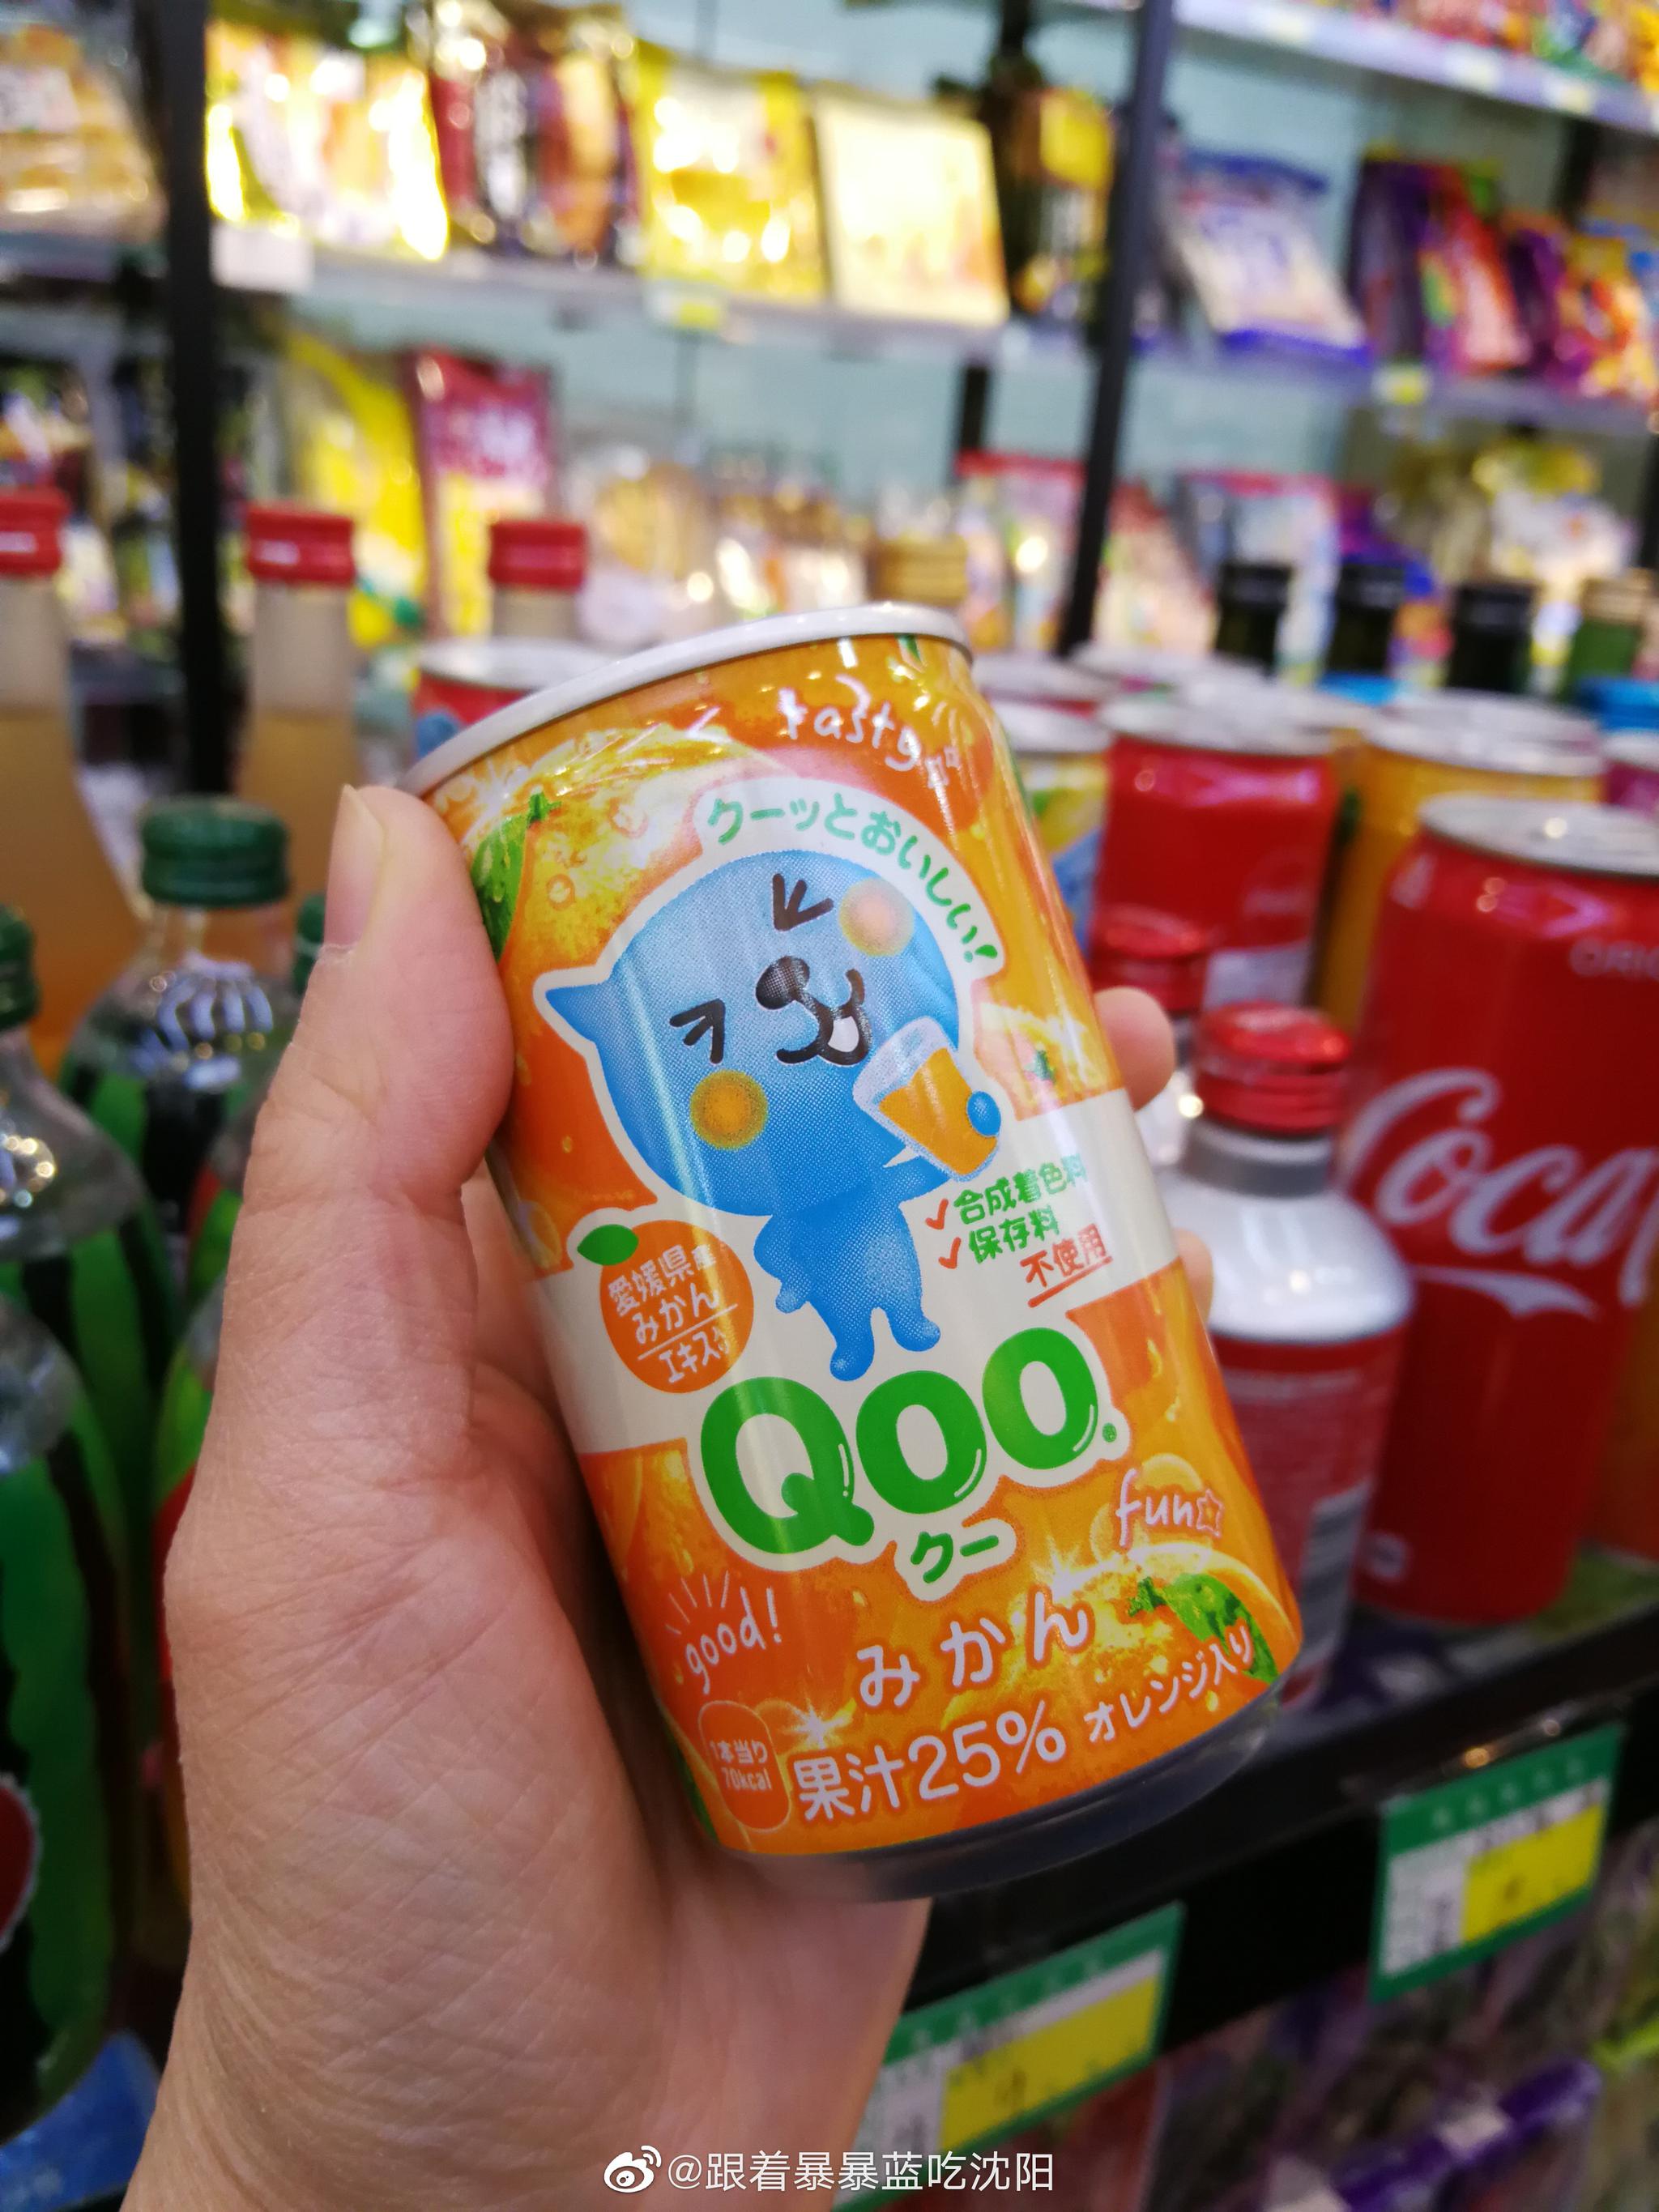 tasty
クーッとおいしい!
合成着色料
保存料
不使用
愛媛県産
みかん
エキス
Qoo
クー
fun
good!
みかん
1本当り
70kcal
果汁25%
オレンジ入り
Coca
@跟着暴暴蓝吃沈阳